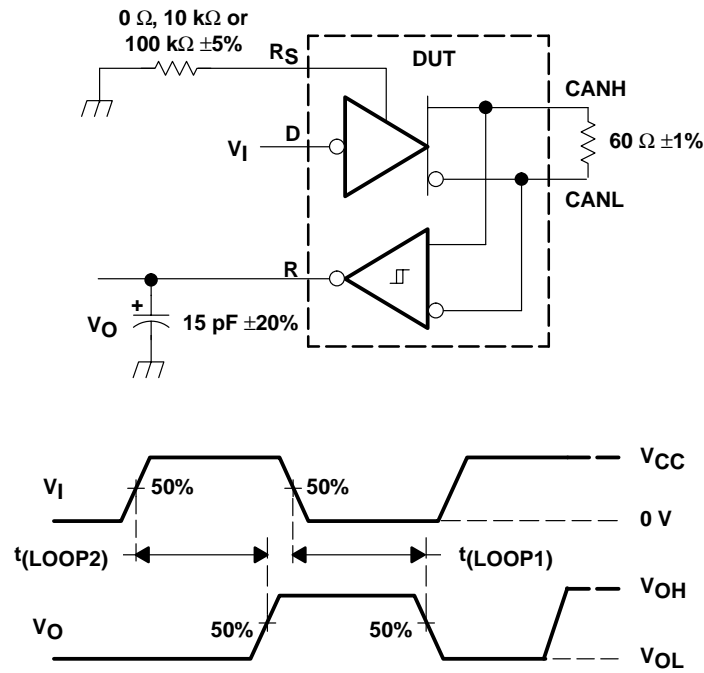 0 Ω, 10 kΩ or
100 kΩ ±5%
RS
DUT
CANH
D
VI
60 Ω ±1%
CANL
R
+
VO
15 pF ±20%
VI
50%
50%
VCC
0 V
t(LOOP2)
t(LOOP1)
VO
50%
50%
VOH
VOL